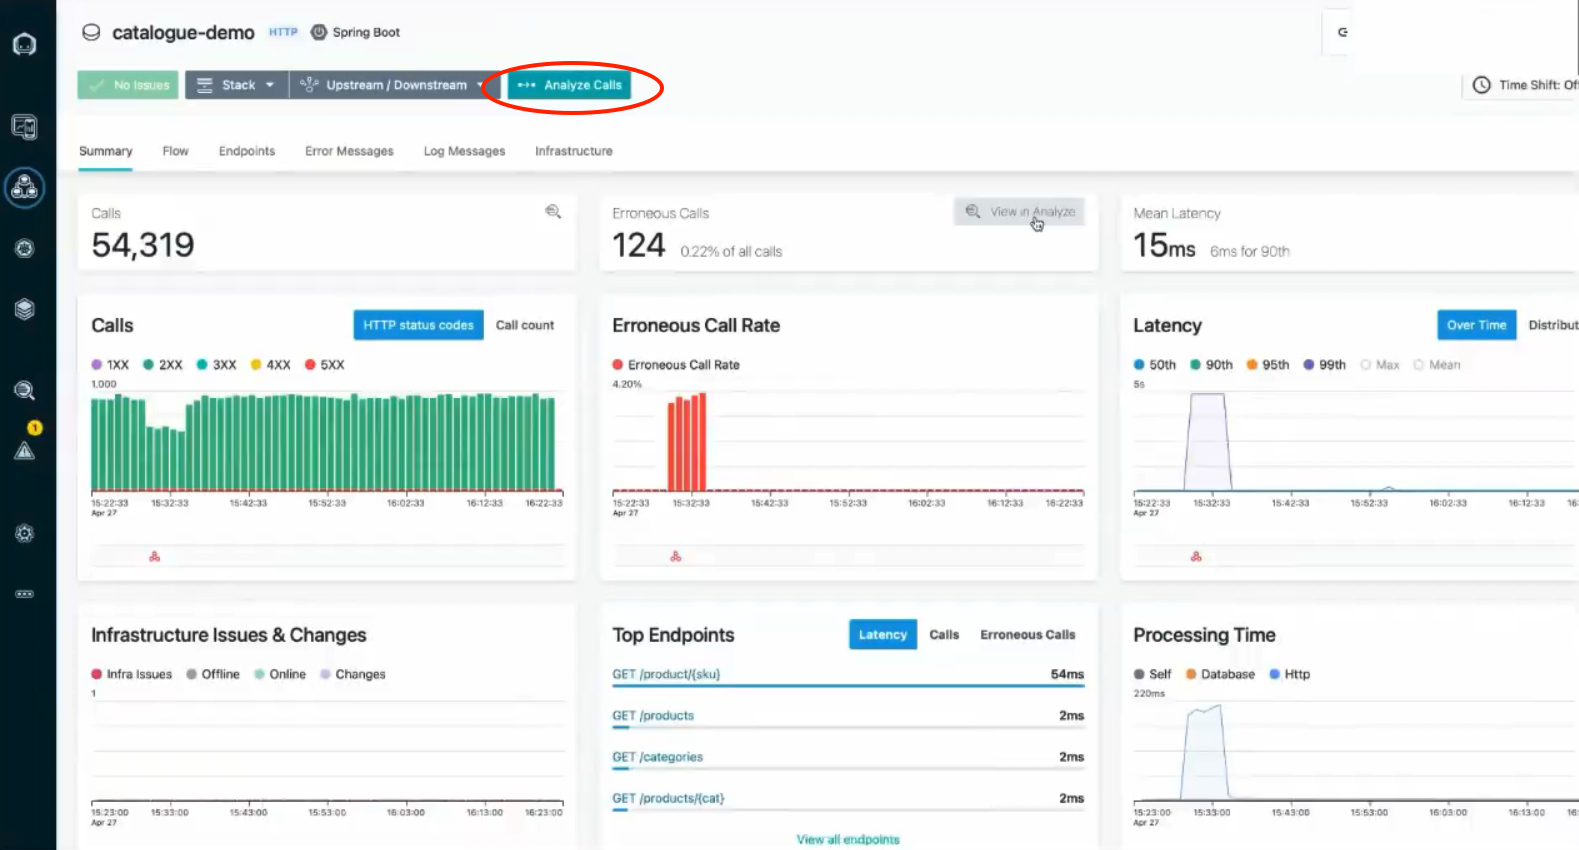 catalogue-demo HTTP Spring Boot
No Issues Stack Upstream / Downstream Analyze Calls
Time Shift: Of
Summary Flow Endpoints Error Messages Log Messages Infrastructure
Calls
54,319
Erroneous Calls
View in Analyze
124 0.22% of all calls
Mean Latency
15ms 6ms for 90th
Calls
HTTP status codes Call count
1XX 2XX 3XX 4XX 5XX
1.000
15:22:33 15:32:33 15:42:33 15:52:33 16:02:33 16:12:33 16:22:33
Apr 27
Erroneous Call Rate
Erroneous Call Rate
4.20%
15:22:33 15:32:33 15:42:33 15:52:33 16:02:33 16:12:33 16:22:33
Apr 27
Latency
Over Time Distribut
50th 90th 95th 99th Max Mean
5s
15:22:33 15:32:33 15:42:33 15:52:33 16:02:33 16:12:33 16:
Apr 27
1
Infrastructure Issues & Changes
Infra Issues Offline Online Changes
1
15:23:00 15:33:00 15:43:00 15:53:00 16:03:00 16:13:00 16:23:00
Apr 27
Top Endpoints
Latency Calls Erroneous Calls
GET /product/{sku} 54ms
GET /products 2ms
GET /categories 2ms
GET /products/{cat} 2ms
View all endpoints
Processing Time
Self Database Http
220ms
15:23:00 15:33:00 15:43:00 15:53:00 16:03:00 16:13:00 16:
Apr 27